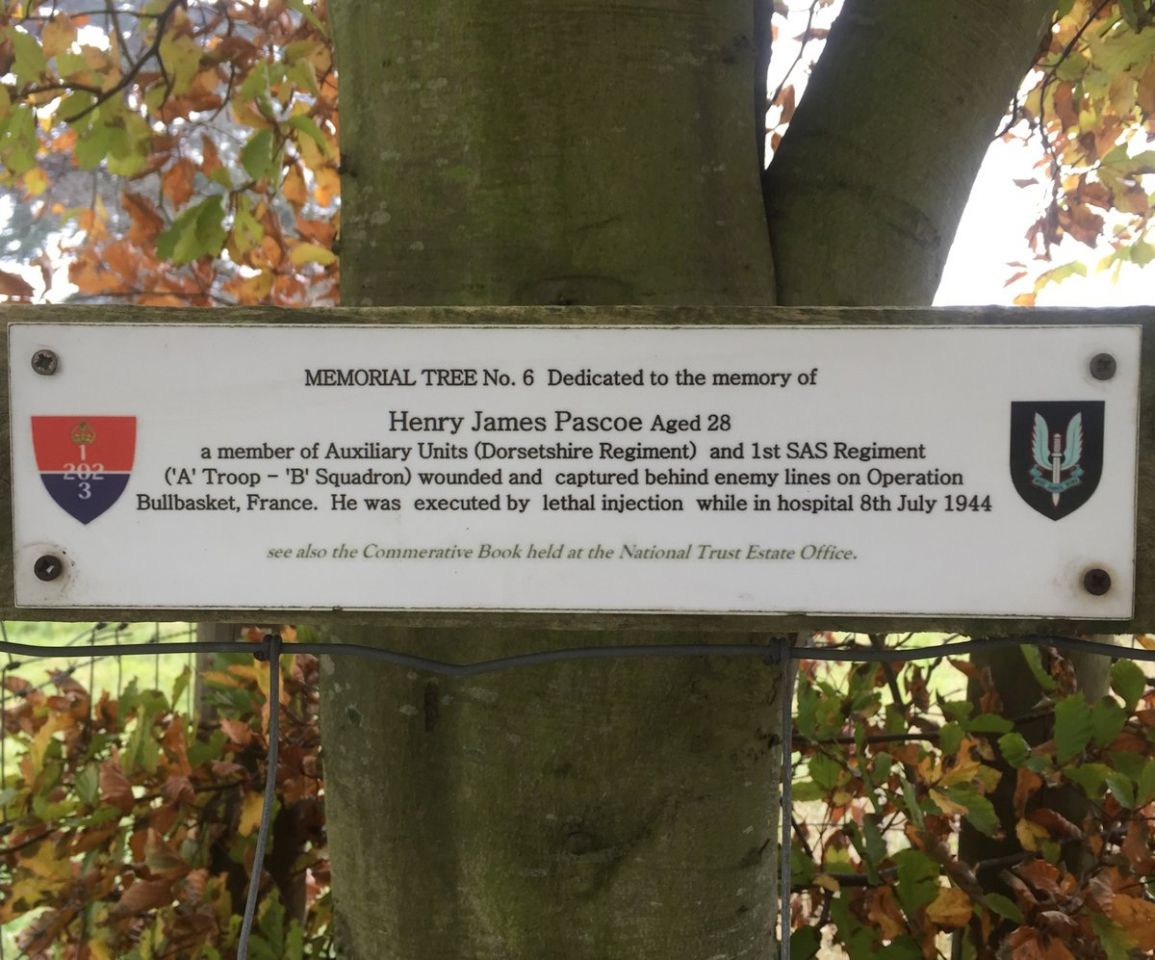 MEMORIAL TREE No. 6 Dedicated to the memory of
Henry James Pascoe Aged 28
a member of Auxiliary Units (Dorsetshire Regiment) and 1st SAS Regiment
('A' Troop - 'B' Squadron) wounded and captured behind enemy lines on Operation
Bullbasket, France. He was executed by lethal injection while in hospital 8th July 1944
see also the Commerative Book held at the National Trust Estate Office.
1
202
3